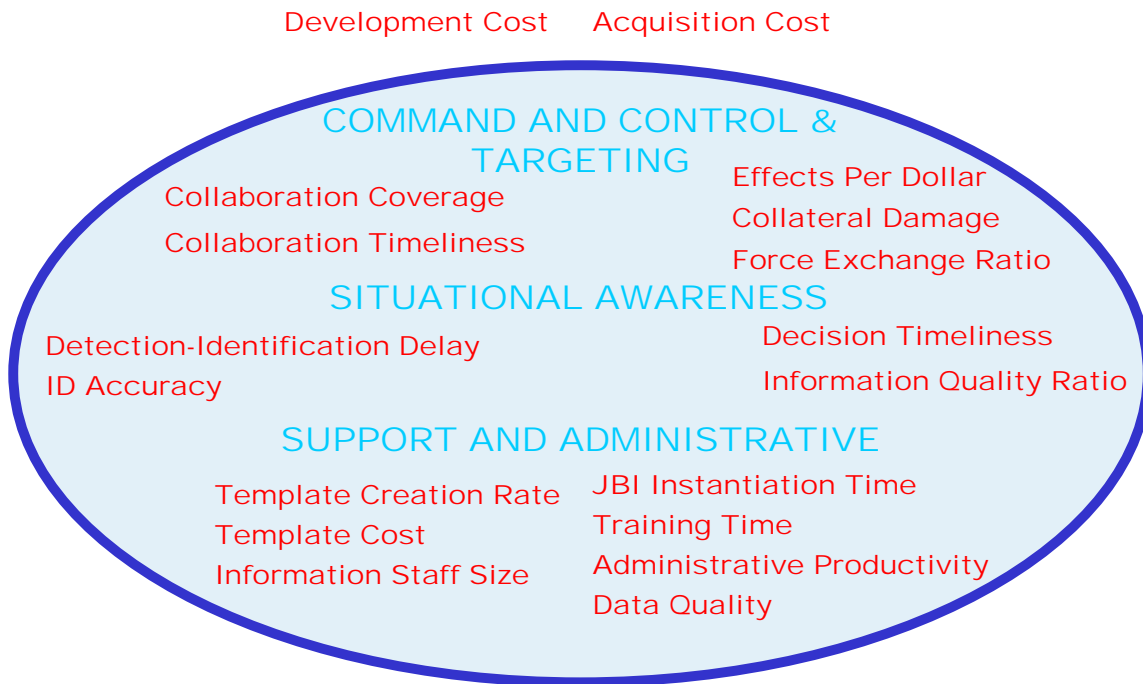 Development Cost
Acquisition Cost
COMMAND AND CONTROL &
TARGETING
Collaboration Coverage
Collaboration Timeliness
Effects Per Dollar
Collateral Damage
Force Exchange Ratio
SITUATIONAL AWARENESS
Detection-Identification Delay
ID Accuracy
Decision Timeliness
Information Quality Ratio
SUPPORT AND ADMINISTRATIVE
Template Creation Rate
Template Cost
Information Staff Size
JBI Instantiation Time
Training Time
Administrative Productivity
Data Quality